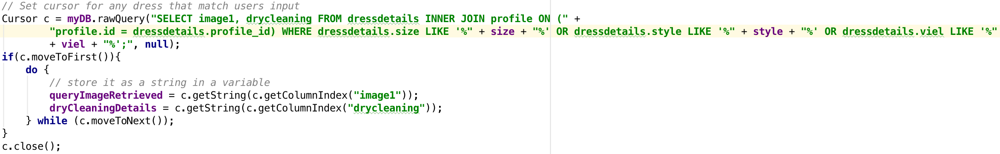 // Set cursor for any dress that match users input
Cursor c = myDB.rawQuery("SELECT image1, drycleaning FROM dressdetails INNER JOIN profile ON (" +
"profile.id = dressdetails.profile_id) WHERE dressdetails.size LIKE '%" + size + "%' OR dressdetails.style LIKE '%" + style + "%' OR dressdetails.viel LIKE '%"
+ viel + "%';", null);
if(c.moveToFirst()){
do {
// store it as a string in a variable
queryImageRetrieved = c.getString(c.getColumnIndex("image1"));
dryCleaningDetails = c.getString(c.getColumnIndex("drycleaning"));
} while (c.moveToNext());
}
c.close();